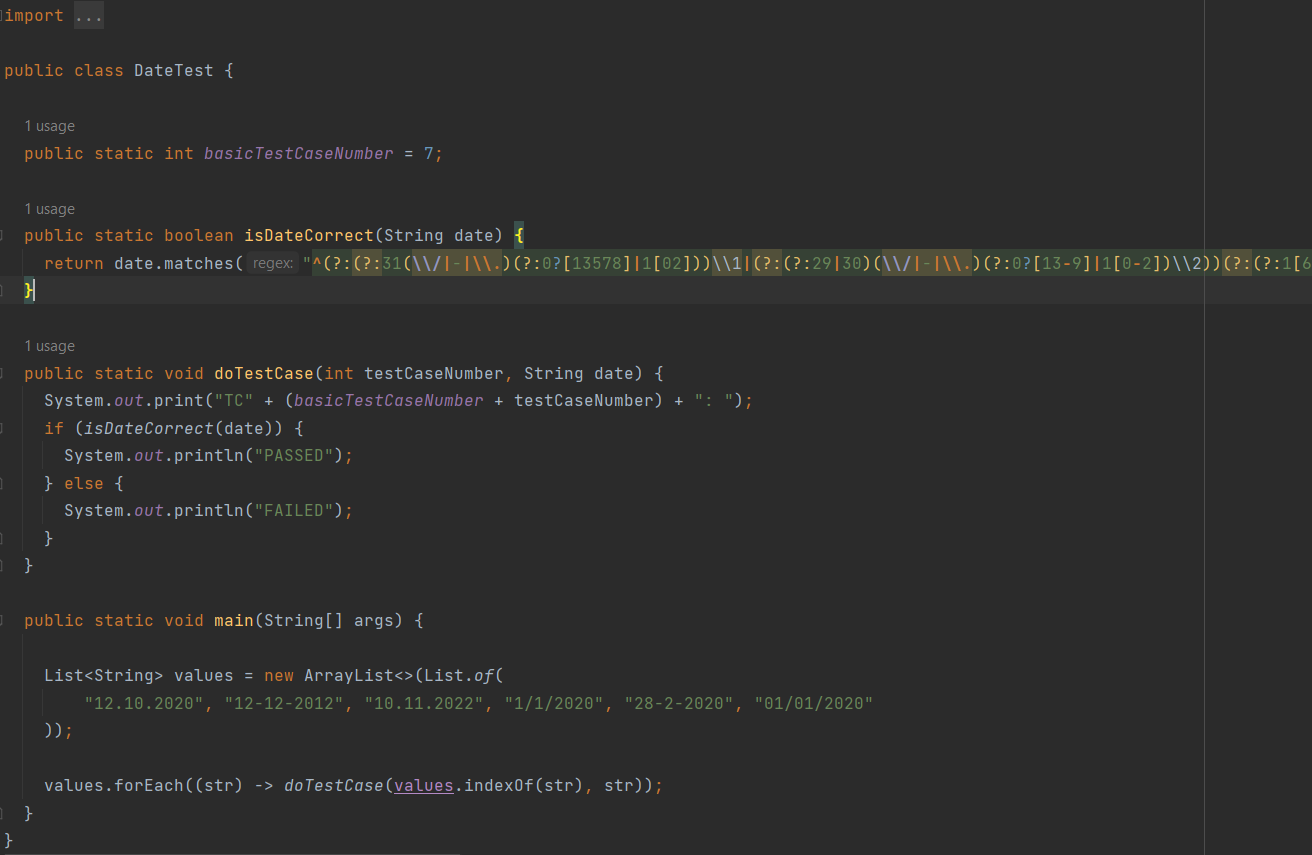 import ...
public class DateTest {
1 usage
public static int basicTestCaseNumber = 7;
1 usage
public static boolean isDateCorrect(String date) {
return date.matches( regex: "^(?:(?:31(\\/|-|\\.)(?:0?[13578]|1[02]))\\1|(?:(?:29|30)(\\/|-|\\.)(?:0?[13-9]|1[0-2])\\2))(?:(?:1[6
}
1 usage
public static void doTestCase(int testCaseNumber, String date) {
System.out.print("TC" + (basicTestCaseNumber + testCaseNumber) + ": ");
if (isDateCorrect(date)) {
System.out.println("PASSED");
} else {
System.out.println("FAILED");
}
}
public static void main(String[] args) {
List<String> values = new ArrayList<>(List.of(
"12.10.2020", "12-12-2012", "10.11.2022", "1/1/2020", "28-2-2020", "01/01/2020"
));
values.forEach((str) -> doTestCase(values.indexOf(str), str));
}
}